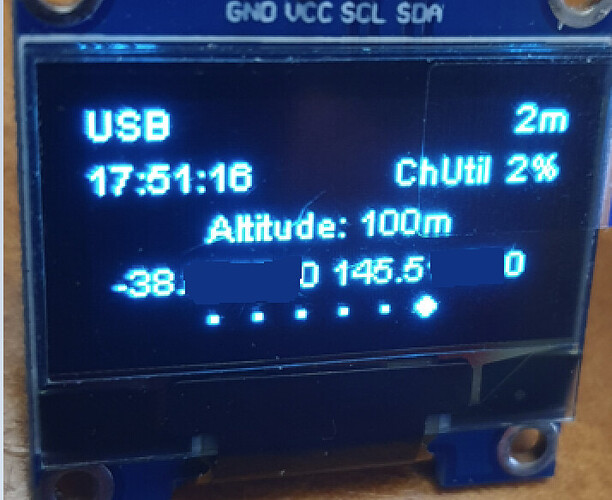 GND VCC SCL SDA
USB 2m
17:51:16 ChUtil 2%
Altitude: 100m
-38. 0 145.5 0